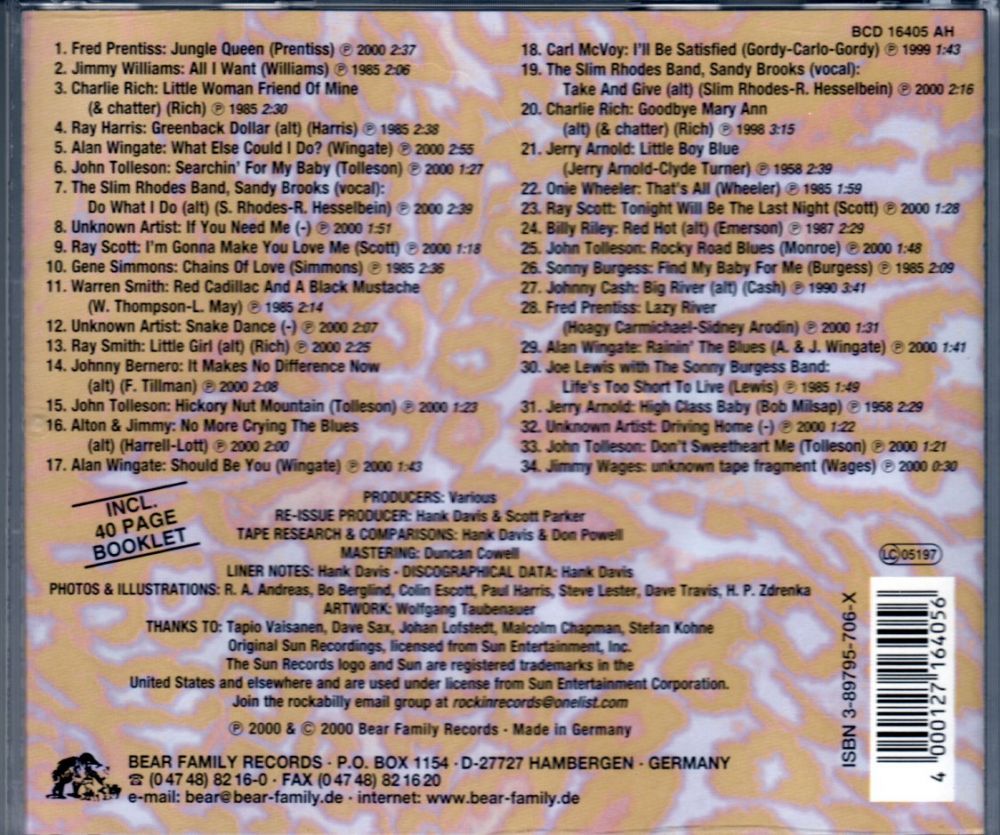 BCD 16405 AH
1. Fred Prentiss: Jungle Queen (Prentiss) Ⓟ 2000 2:37
2. Jimmy Williams: All I Want (Williams) Ⓟ 1985 2:06
3. Charlie Rich: Little Woman Friend Of Mine
(& chatter) (Rich) Ⓟ 1985 2:30
4. Ray Harris: Greenback Dollar (alt) (Harris) Ⓟ 1985 2:38
5. Alan Wingate: What Else Could I Do? (Wingate) Ⓟ 2000 2:55
6. John Tolleson: Searchin' For My Baby (Tolleson) Ⓟ 2000 1:27
7. The Slim Rhodes Band, Sandy Brooks (vocal):
Do What I Do (alt) (S. Rhodes-R. Hesselbein) Ⓟ 2000 2:39
8. Unknown Artist: If You Need Me (-) Ⓟ 2000 1:51
9. Ray Scott: I'm Gonna Make You Love Me (Scott) Ⓟ 2000 1:18
10. Gene Simmons: Chains Of Love (Simmons) Ⓟ 1985 2:36
11. Warren Smith: Red Cadillac And A Black Mustache
(W. Thompson-L. May) Ⓟ 1985 2:14
12. Unknown Artist: Snake Dance (-) Ⓟ 2000 2:07
13. Ray Smith: Little Girl (alt) (Rich) Ⓟ 2000 2:25
14. Johnny Bernero: It Makes No Difference Now
(alt) (F. Tillman) Ⓟ 2000 2:08
15. John Tolleson: Hickory Nut Mountain (Tolleson) Ⓟ 2000 1:23
16. Alton & Jimmy: No More Crying The Blues
(alt) (Harrell-Lott) Ⓟ 2000 2:00
17. Alan Wingate: Should Be You (Wingate) Ⓟ 2000 1:43
18. Carl McVoy: I'll Be Satisfied (Gordy-Carlo-Gordy) Ⓟ 1999 1:43
19. The Slim Rhodes Band, Sandy Brooks (vocal):
Take And Give (alt) (Slim Rhodes-R. Hesselbein) Ⓟ 2000 2:16
20. Charlie Rich: Goodbye Mary Ann
(alt) (& chatter) (Rich) Ⓟ 1998 3:15
21. Jerry Arnold: Little Boy Blue
(Jerry Arnold-Clyde Turner) Ⓟ 1958 2:39
22. Onie Wheeler: That's All (Wheeler) Ⓟ 1985 1:59
23. Ray Scott: Tonight Will Be The Last Night (Scott) Ⓟ 2000 1:28
24. Billy Riley: Red Hot (alt) (Emerson) Ⓟ 1987 2:29
25. John Tolleson: Rocky Road Blues (Monroe) Ⓟ 2000 1:48
26. Sonny Burgess: Find My Baby For Me (Burgess) Ⓟ 1985 2:09
27. Johnny Cash: Big River (alt) (Cash) Ⓟ 1990 3:41
28. Fred Prentiss: Lazy River
(Hoagy Carmichael-Sidney Arodin) Ⓟ 2000 1:31
29. Alan Wingate: Rainin' The Blues (A. & J. Wingate) Ⓟ 2000 1:41
30. Joe Lewis with The Sonny Burgess Band:
Life's Too Short To Live (Lewis) Ⓟ 1985 1:49
31. Jerry Arnold: High Class Baby (Bob Milsap) Ⓟ 1958 2:29
32. Unknown Artist: Driving Home (-) Ⓟ 2000 1:22
33. John Tolleson: Don't Sweetheart Me (Tolleson) Ⓟ 2000 1:21
34. Jimmy Wages: unknown tape fragment (Wages) Ⓟ 2000 0:30
INCL.
40 PAGE
BOOKLET
PRODUCERS: Various
RE-ISSUE PRODUCER: Hank Davis & Scott Parker
TAPE RESEARCH & COMPARISONS: Hank Davis & Don Powell
MASTERING: Duncan Cowell
LINER NOTES: Hank Davis · DISCOGRAPHICAL DATA: Hank Davis
PHOTOS & ILLUSTRATIONS: R. A. Andreas, Bo Berglind, Colin Escott, Paul Harris, Steve Lester, Dave Travis, H. P. Zdrenka
ARTWORK: Wolfgang Taubenauer
THANKS TO: Tapio Vaisanen, Dave Sax, Johan Lofstedt, Malcolm Chapman, Stefan Kohne
Original Sun Recordings, licensed from Sun Entertainment, Inc.
The Sun Records logo and Sun are registered trademarks in the
United States and elsewhere and are used under license from Sun Entertainment Corporation.
Join the rockabilly email group at rockinrecords@onelist.com
Ⓟ 2000 & © 2000 Bear Family Records · Made in Germany
BEAR FAMILY RECORDS · P.O. BOX 1154 · D-27727 HAMBERGEN · GERMANY
☎ (0 47 48) 82 16-0 · FAX (0 47 48) 82 16 20
e-mail: bear@bear-family.de · internet: www.bear-family.de
LC 05197
ISBN 3-89795-706-X
4 000127 164056